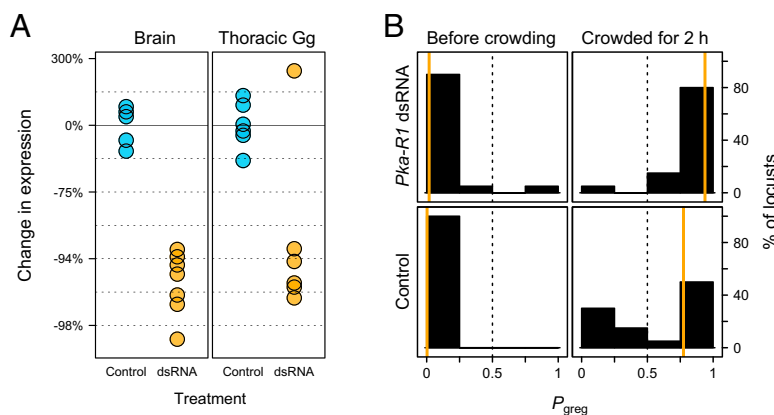 A
Brain
Thoracic Gg
300%
0%
-75%
-94%
-98%
Change in expression
Control
dsRNA
Control
dsRNA
Treatment
B
Before crowding
Crowded for 2 h
Pka-R1 dsRNA
Control
80
40
0
80
40
0
% of locusts
0
0.5
1
0
0.5
1
Pgreg